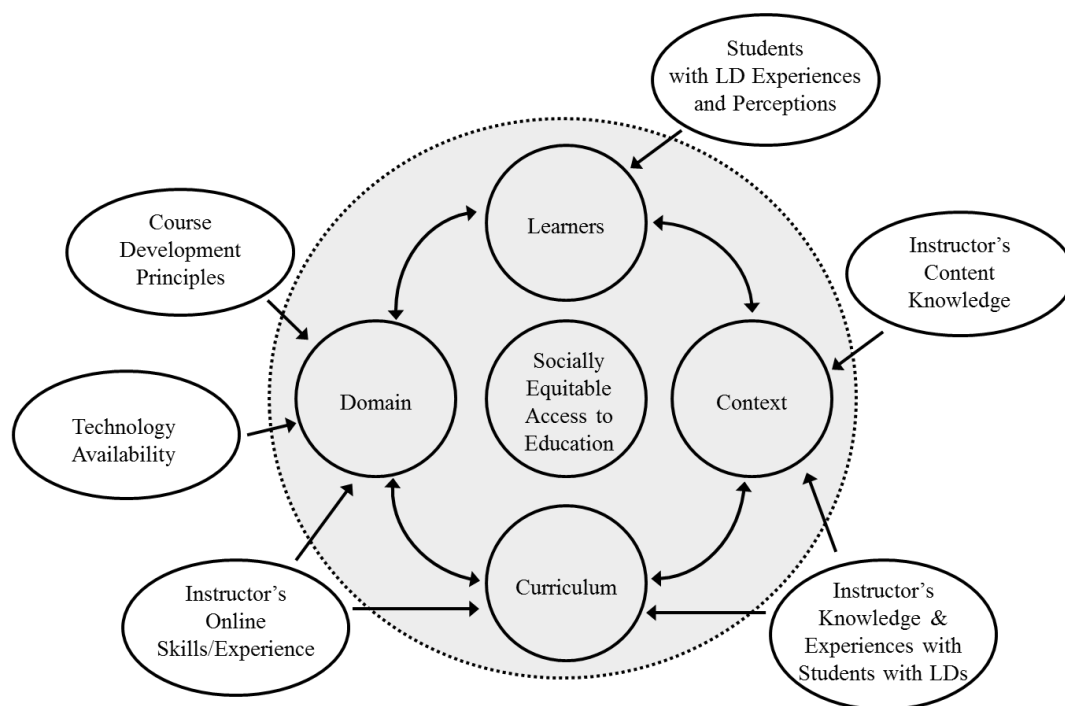 Students
with LD Experiences
and Perceptions
Course
Development
Principles
Learners
Instructor's
Content
Knowledge
Domain
Socially
Equitable
Access to
Education
Context
Technology
Availability
Instructor's
Online
Skills/Experience
Curriculum
Instructor's
Knowledge &
Experiences with
Students with LDs